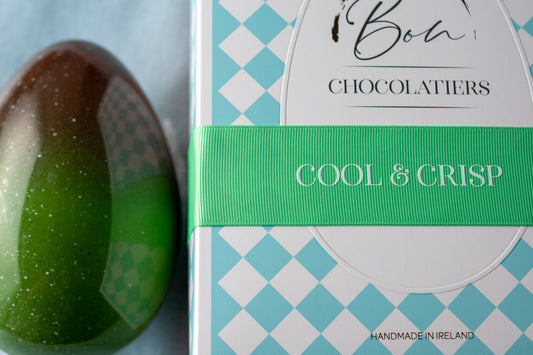 Bon
CHOCOLATIERS
COOL & CRISP
HANDMADE IN IRELAND